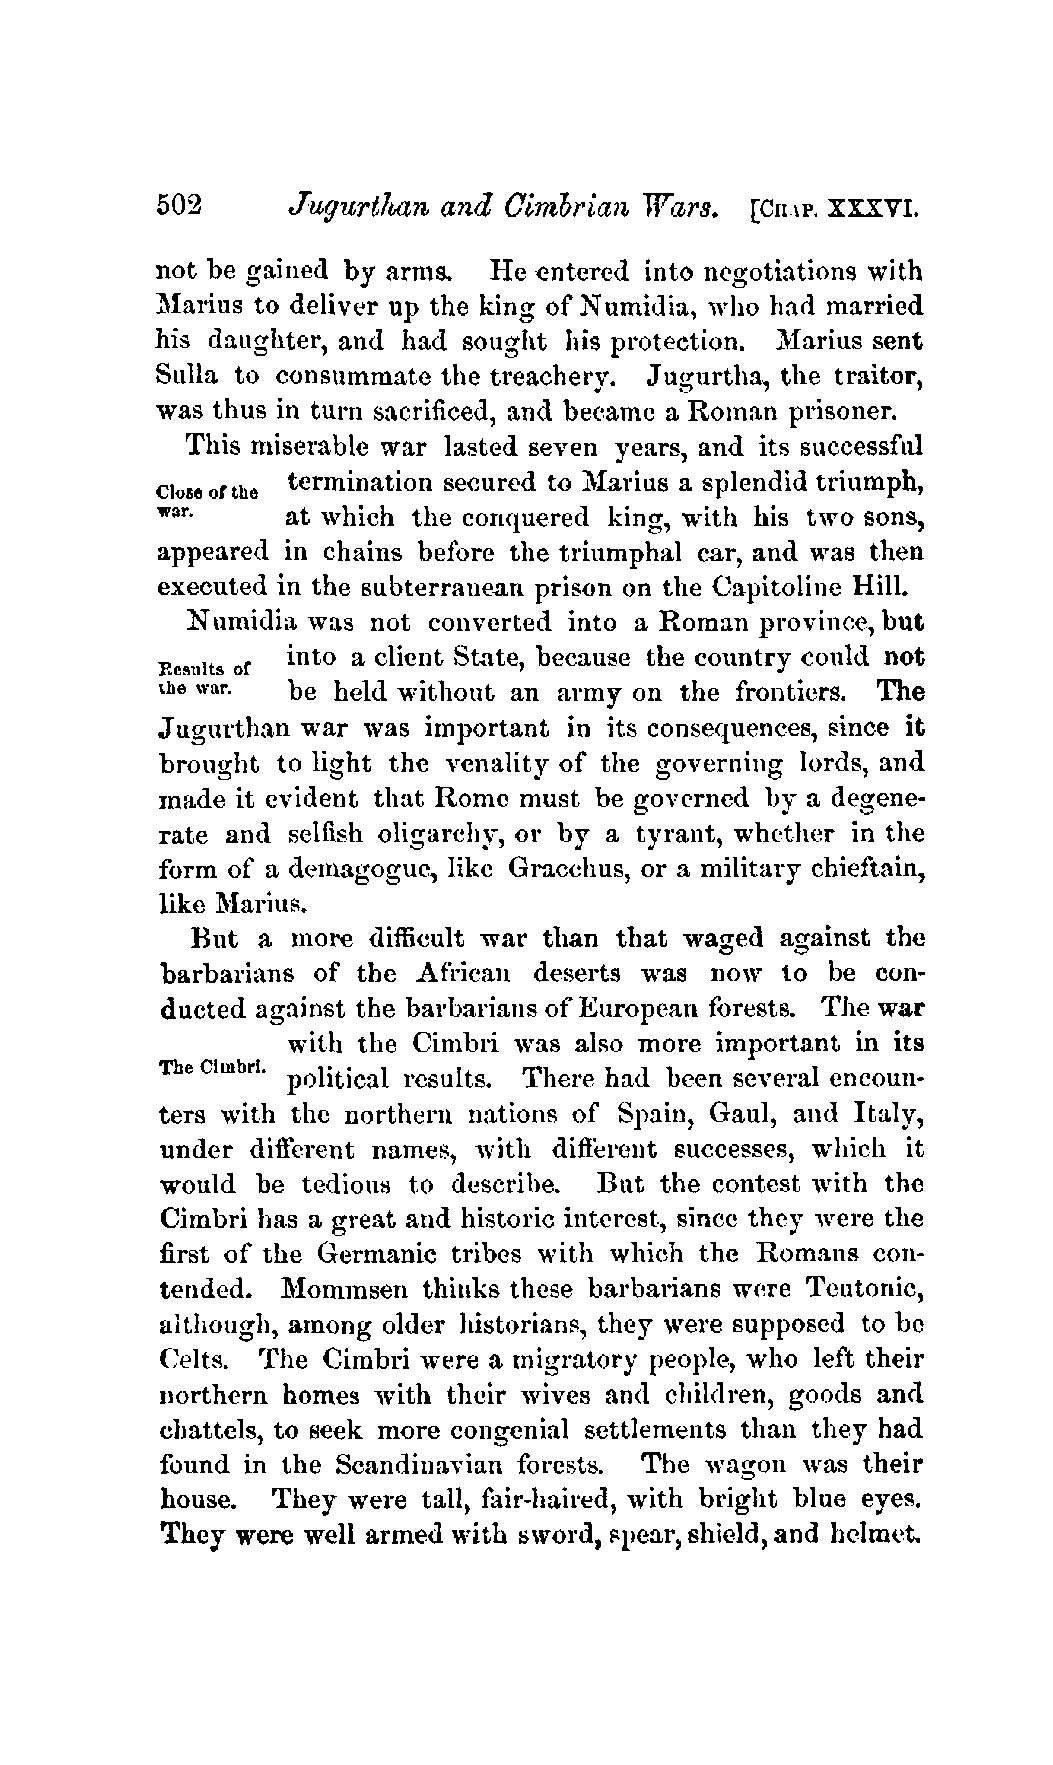 502 Jugurthan and Cimbrian Wars. [CHAP. XXXVI.
not be gained by arms. He entered into negotiations with
Marius to deliver up the king of Numidia, who had married
his daughter, and had sought his protection. Marius sent
Sulla to consummate the treachery. Jugurtha, the traitor,
was thus in turn sacrificed, and became a Roman prisoner.
This miserable war lasted seven years, and its successful
Close of the
war.
termination secured to Marius a splendid triumph,
at which the conquered king, with his two sons,
appeared in chains before the triumphal car, and was then
executed in the subterranean prison on the Capitoline Hill.
Numidia was not converted into a Roman province, but
Results of
the war.
into a client State, because the country could not
be held without an army on the frontiers. The
Jugurthan war was important in its consequences, since it
brought to light the venality of the governing lords, and
made it evident that Rome must be governed by a degene-
rate and selfish oligarchy, or by a tyrant, whether in the
form of a demagogue, like Gracchus, or a military chieftain,
like Marius.
But a more difficult war than that waged against the
barbarians of the African deserts was now to be con-
ducted against the barbarians of European forests. The war
The Cimbri.
with the Cimbri was also more important in its
political results. There had been several encoun-
ters with the northern nations of Spain, Gaul, and Italy,
under different names, with different successes, which it
would be tedious to describe. But the contest with the
Cimbri has a great and historic interest, since they were the
first of the Germanic tribes with which the Romans con-
tended. Mommsen thinks these barbarians were Teutonic,
although, among older historians, they were supposed to be
Celts. The Cimbri were a migratory people, who left their
northern homes with their wives and children, goods and
chattels, to seek more congenial settlements than they had
found in the Scandinavian forests. The wagon was their
house. They were tall, fair-haired, with bright blue eyes.
They were well armed with sword, spear, shield, and helmet.